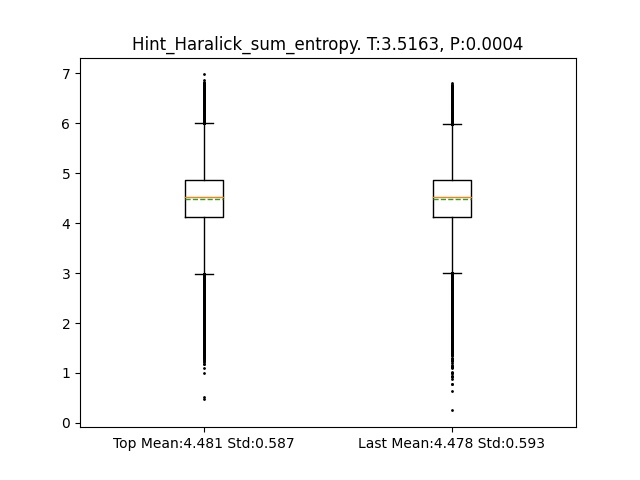 Hint_Haralick_sum_entropy. T:3.5163, P:0.0004
7
6
5
4
3
2
1
0
Top Mean:4.481 Std:0.587
Last Mean:4.478 Std:0.593